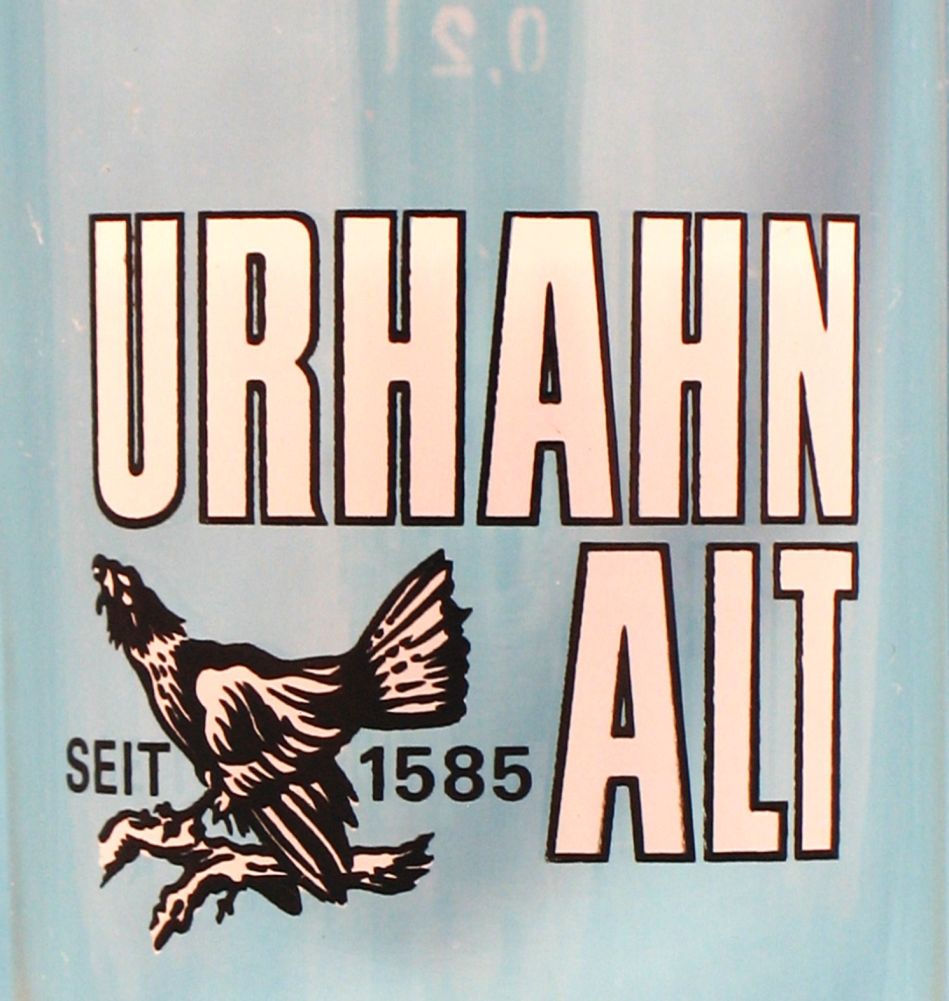 0,2 l
URHAHN
ALT
SEIT 1585